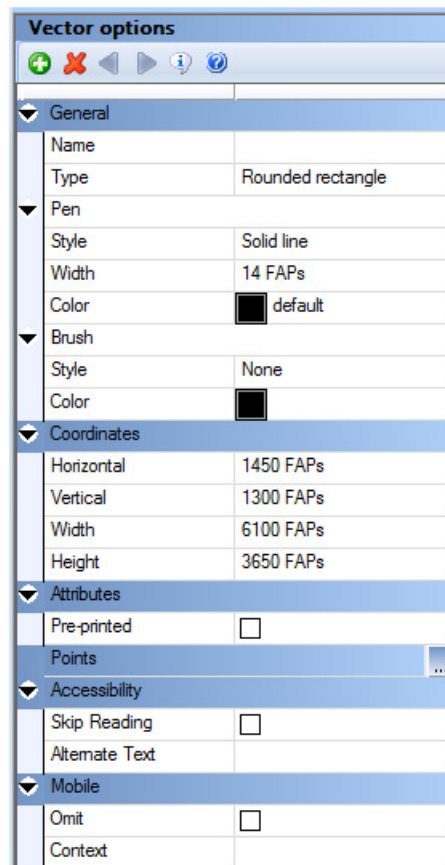 Vector options
General
Name
Type Rounded rectangle
Pen
Style Solid line
Width 14 FAPs
Color default
Brush
Style None
Color
Coordinates
Horizontal 1450 FAPs
Vertical 1300 FAPs
Width 6100 FAPs
Height 3650 FAPs
Attributes
Pre-printed
Points ...
Accessibility
Skip Reading
Alternate Text
Mobile
Omit
Context